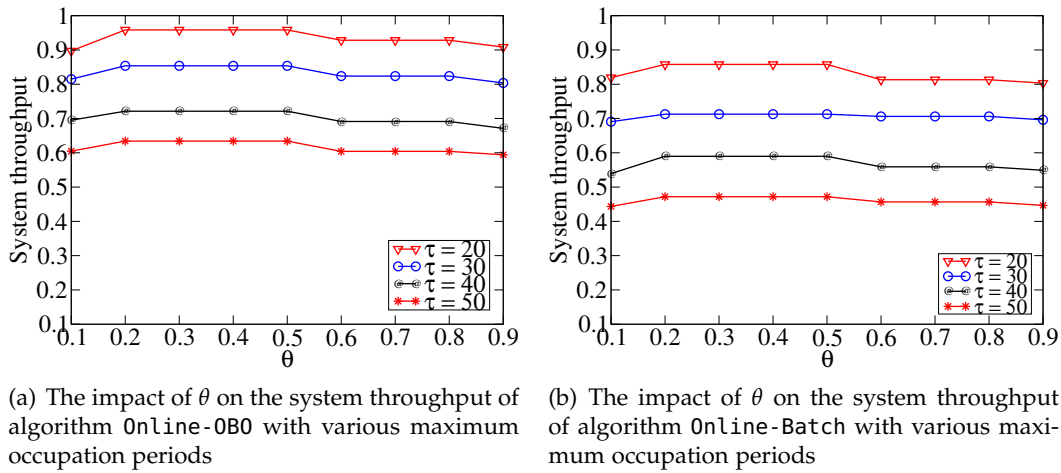 System throughput
1
0.9
0.8
0.7
0.6
0.5
0.4
0.3
0.2
0.1
0.1 0.2 0.3 0.4 0.5 0.6 0.7 0.8 0.9
θ
τ = 20
τ = 30
τ = 40
τ = 50
(a) The impact of θ on the system throughput of
algorithm Online-OBO with various maximum
occupation periods
System throughput
1
0.9
0.8
0.7
0.6
0.5
0.4
0.3
0.2
0.1
0.1 0.2 0.3 0.4 0.5 0.6 0.7 0.8 0.9
θ
τ = 20
τ = 30
τ = 40
τ = 50
(b) The impact of θ on the system throughput
of algorithm Online-Batch with various maxi-
mum occupation periods